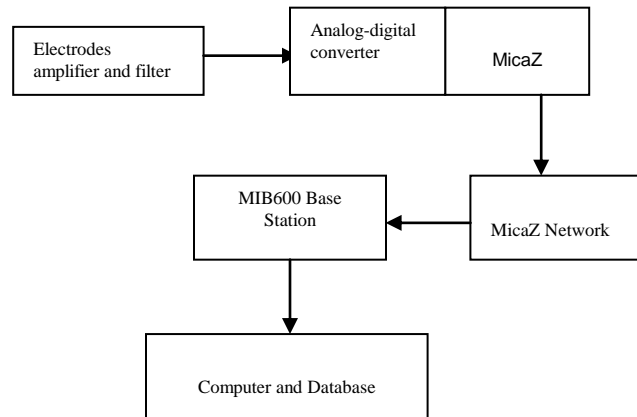 Electrodes
amplifier and filter
Analog-digital
converter
MicaZ
MIB600 Base
Station
MicaZ Network
Computer and Database